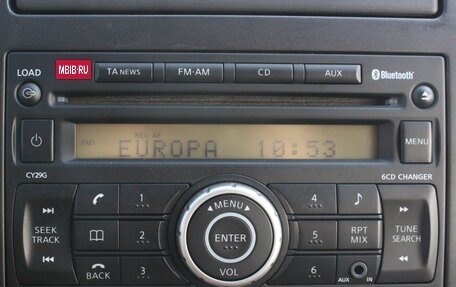 MBIB.RU
TA NEWS
FM·AM
CD
AUX
LOAD
Bluetooth
REG AF
FM1
EUROPA 10:53
MENU
CY29G
6CD CHANGER
1
MENU
4
SEEK TRACK
2
ENTER
5
RPT MIX
TUNE SEARCH
BACK
3
VOL
6
AUX IN